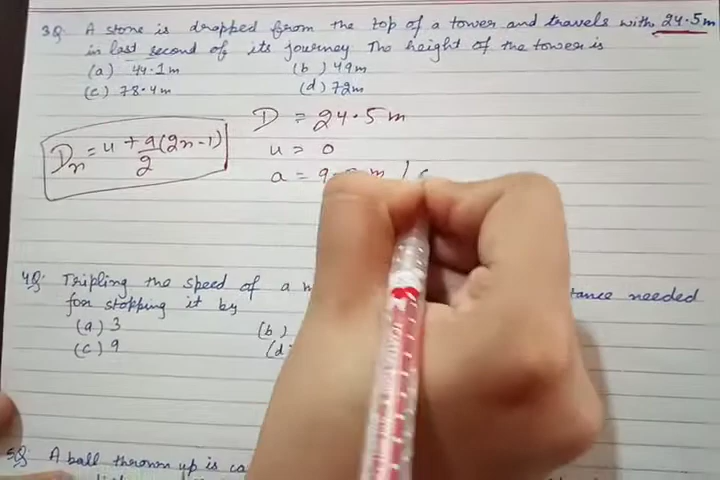 3Q. A stone is dropped from the top of a tower and travels with 24.5m
in last second of its journey The height of the tower is
(a) 44.1m (b) 49m
(c) 78.4m (d) 72m
D = 24.5 m
Dn = u + a/2 (2n-1)
u = 0
a = 9. m /
4Q. Tripling the speed of a tance needed
for stopping it by
(a) 3 (b)
(c) 9 (d
5Q. A ball thrown up is